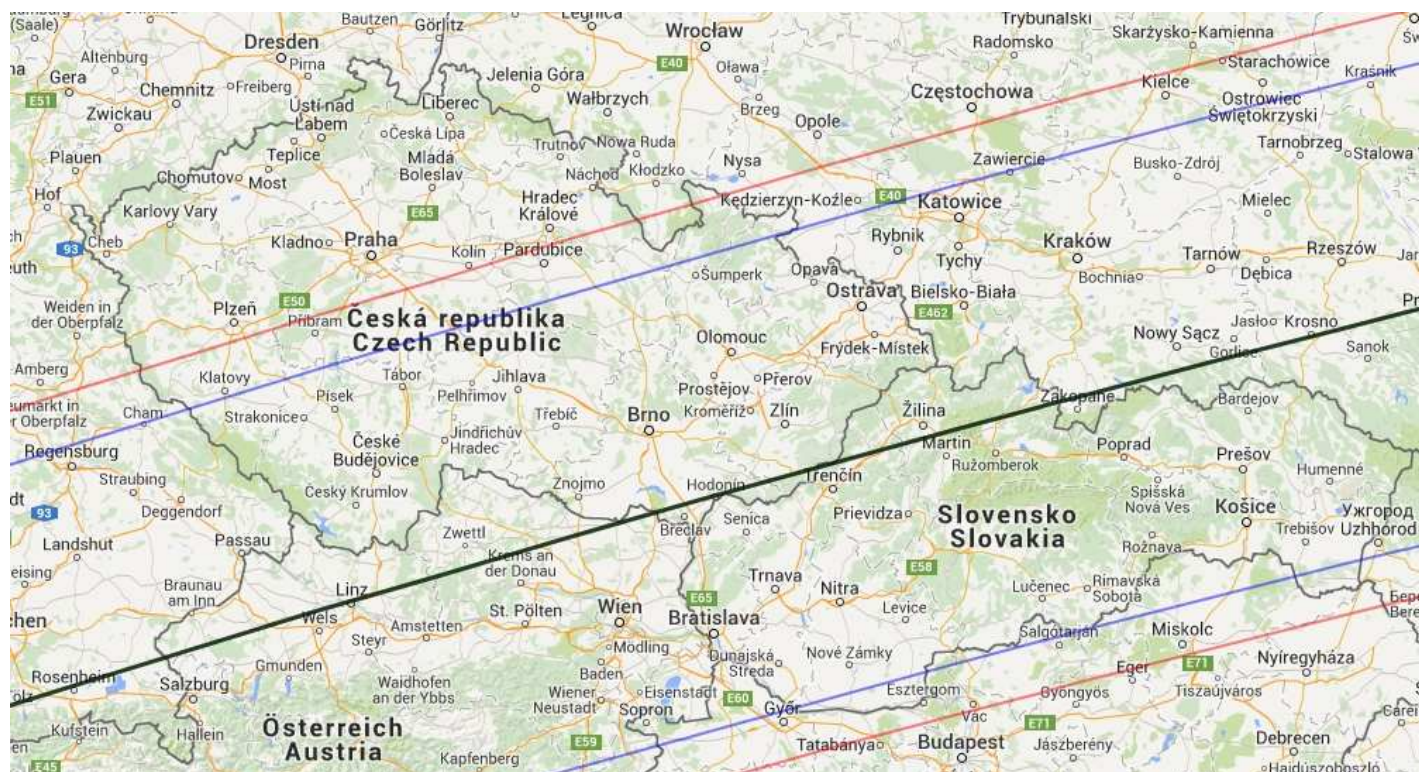 (Saale)
Altenburg
Gera
E51
Chemnitz
Zwickau
Plauen
Hof
Dresden
Pirna
Freiberg
Bautzen
Görlitz
Legnica
Wrocław
E40
Oława
Jelenia Góra
Wałbrzych
Brzeg
Opole
Trybunalski
Radomsko
Częstochowa
Skarżysko-Kamienna
Starachowice
Kielce
Kraśnik
Ostrowiec
Świętokrzyski
Tarnobrzeg
Stalowa
Ústí nad
Labem
Teplice
Liberec
Česká Lípa
Mladá
Boleslav
Trutnov
Nowa Ruda
Náchod
Kłodzko
Nysa
Zawiercie
Busko-Zdrój
Chomutov
Most
Karlovy Vary
93
Cheb
Kladno
Praha
E65
Kolín
Hradec
Králové
Pardubice
Kędzierzyn-Koźle
E40
Katowice
Mielec
Rybnik
Tychy
Kraków
Bochnia
Tarnów
Dębica
Rzeszów
Šumperk
Opava
Ostrava
Bielsko-Biała
E462
Weiden in
der Oberpfalz
Plzeň
E50
Příbram
Česká republika
Czech Republic
Olomouc
Frýdek-Místek
Nowy Sącz
Jasło
Krosno
Gorlice
Sanok
Amberg
Klatovy
Tábor
Jihlava
Písek
Pelhřimov
Prostějov
Přerov
Kroměříž
Zlín
Zakopane
Bardejov
Cham
Strakonice
Třebíč
Brno
Žilina
Martin
Ružomberok
Poprad
Prešov
Humenné
Regensburg
České
Budějovice
Jindřichův
Hradec
Straubing
Deggendorf
Český Krumlov
Znojmo
Hodonín
Trenčín
Spišská
Nová Ves
93
Břeclav
Senica
Prievidza
Slovensko
Slovakia
Košice
Trebišov
Ужгород
Uzhhorod
Landshut
Passau
Zwettl
Krems an
der Donau
Rožnava
Braunau
am Inn
Linz
Wels
Steyr
Amstetten
St. Pölten
Wien
E65
Bratislava
Trnava
Nitra
E58
Levice
Lučenec
Rimavská
Sobota
Mödling
Baden
Dunajská
Streda
Nové Zámky
Salgótarján
Miskolc
Rosenheim
Salzburg
Gmunden
Waidhofen
an der Ybbs
Wiener
Neustadt
Eisenstadt
Sopron
E60
Győr
Esztergom
Vác
Gyöngyös
Eger
E71
Tiszaújváros
Nyíregyháza
Kufstein
Hallein
Österreich
Austria
Kapfenberg
E59
Tatabánya
Budapest
E71
Jászberény
Debrecen
Hajdúszoboszló
E45